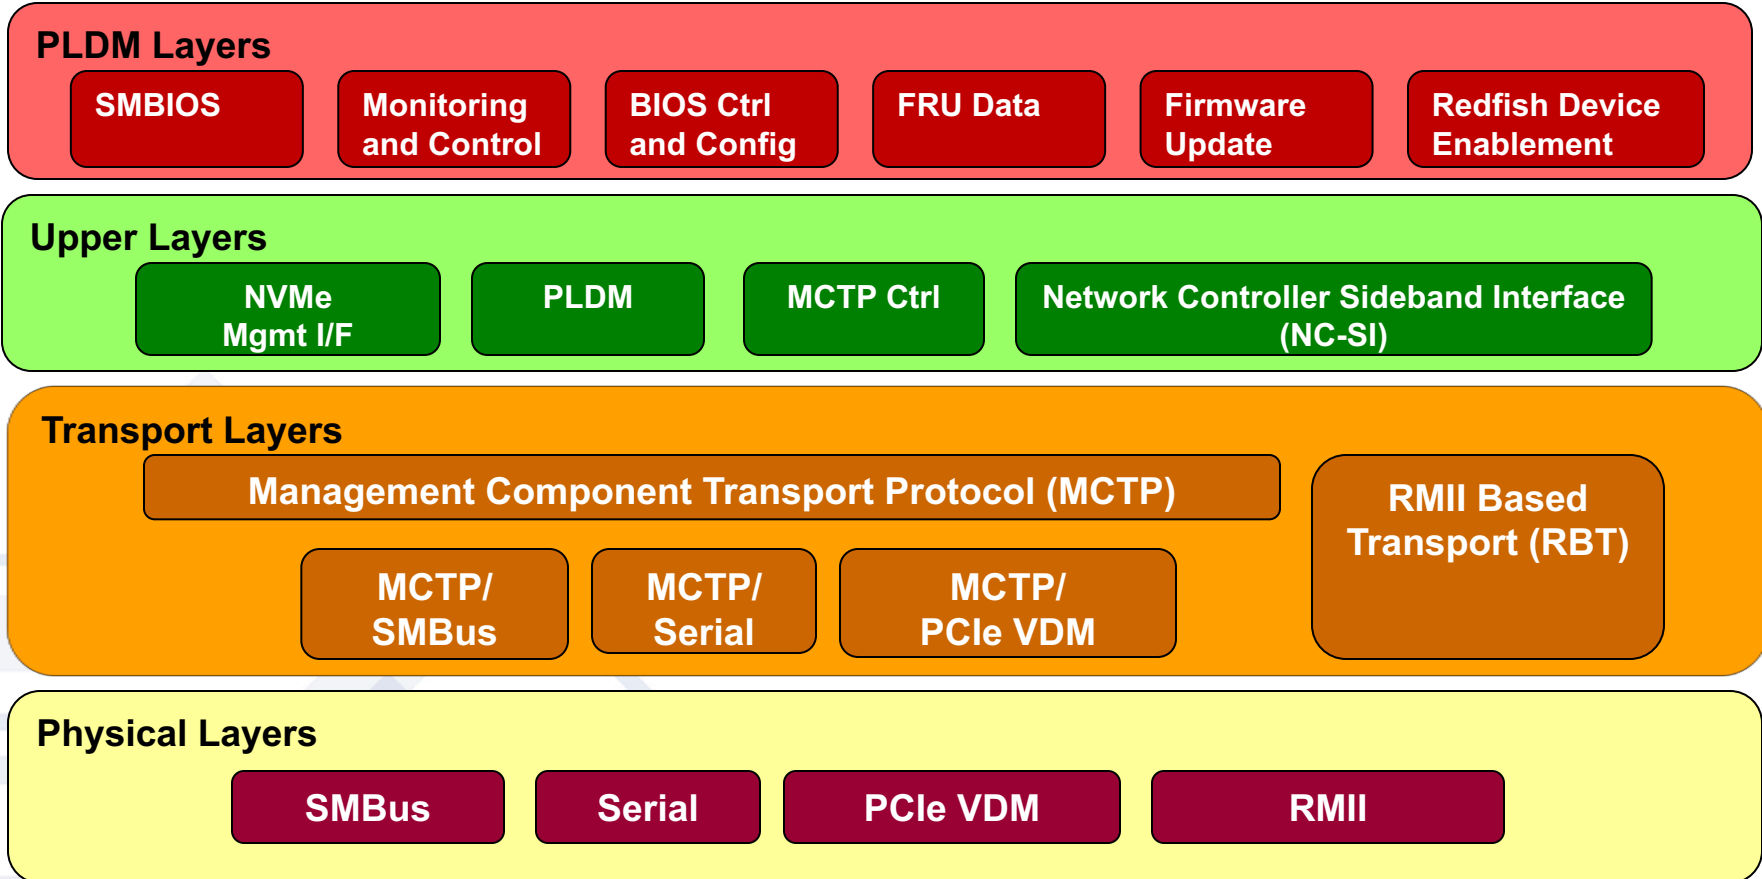 PLDM Layers
SMBIOS
Monitoring
and Control
BIOS Ctrl
and Config
FRU Data
Firmware
Update
Redfish Device
Enablement
Upper Layers
NVMe
Mgmt I/F
PLDM
MCTP Ctrl
Network Controller Sideband Interface
(NC-SI)
Transport Layers
Management Component Transport Protocol (MCTP)
RMII Based
Transport (RBT)
MCTP/
SMBus
MCTP/
Serial
MCTP/
PCIe VDM
Physical Layers
SMBus
Serial
PCIe VDM
RMII